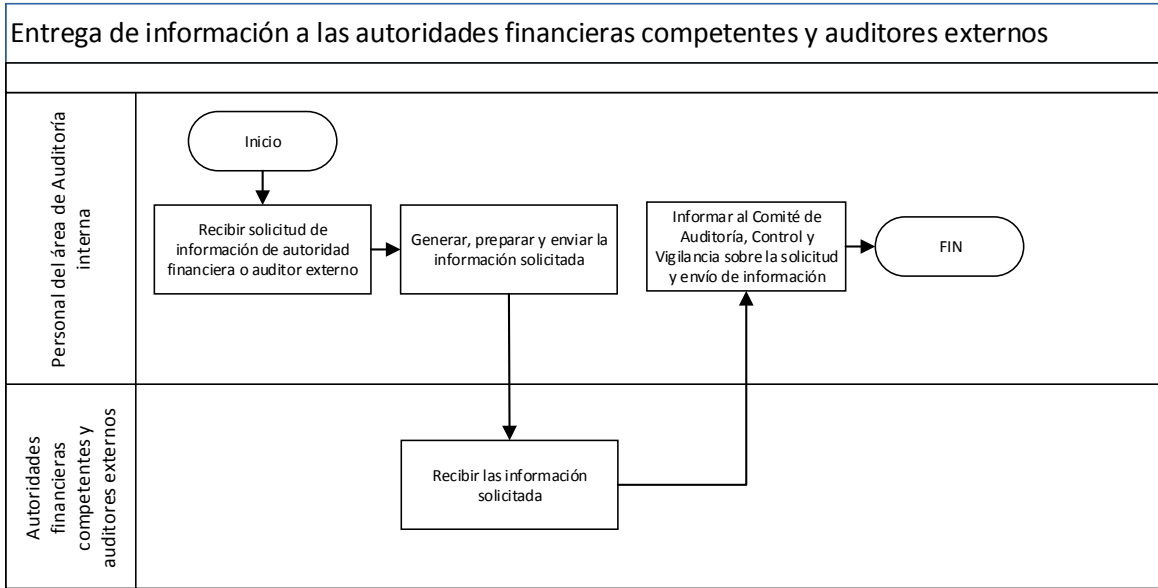 Entrega de información a las autoridades financieras competentes y auditores externos
Personal del área de Auditoría
interna
Inicio
Recibir solicitud de
información de autoridad
financiera o auditor externo
Generar, preparar y enviar la
información solicitada
Informar al Comité de
Auditoría, Control y
Vigilancia sobre la solicitud
y envío de información
FIN
Autoridades
financieras
competentes y
auditores externos
Recibir las información
solicitada